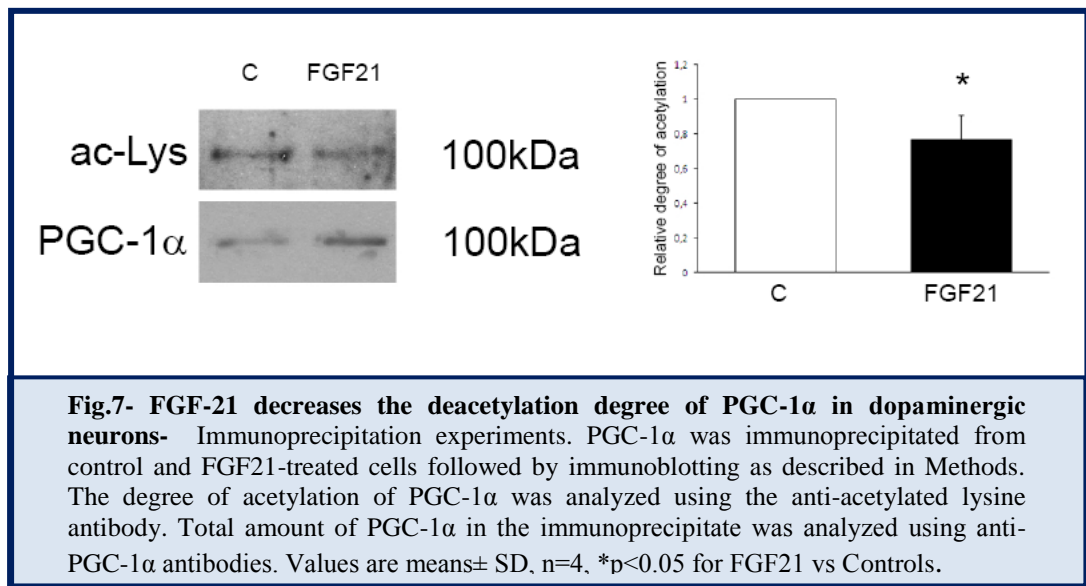 C FGF21
ac-Lys 100kDa
PGC-1α 100kDa
Relative degree of acetylation
1,2
1
0,8
0,6
0,4
0,2
0
*
C FGF21
Fig.7- FGF-21 decreases the deacetylation degree of PGC-1α in dopaminergic
neurons- Immunoprecipitation experiments. PGC-1α was immunoprecipitated from
control and FGF21-treated cells followed by immunoblotting as described in Methods.
The degree of acetylation of PGC-1α was analyzed using the anti-acetylated lysine
antibody. Total amount of PGC-1α in the immunoprecipitate was analyzed using anti-
PGC-1α antibodies. Values are means± SD, n=4, *p<0.05 for FGF21 vs Controls.